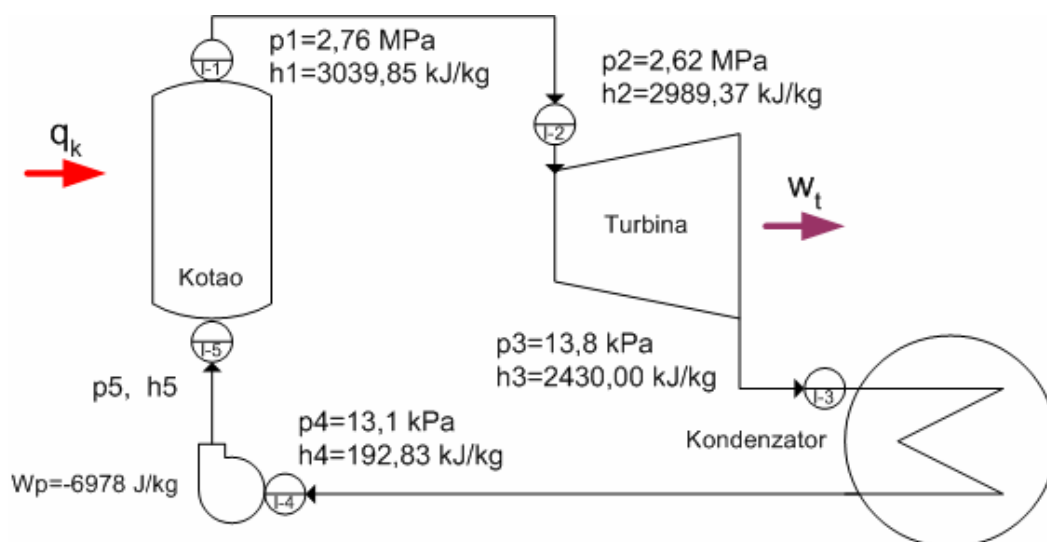 I-1
p1=2,76 MPa
h1=3039,85 kJ/kg
p2=2,62 MPa
h2=2989,37 kJ/kg
I-2
qk
wt
Turbina
Kotao
I-5
p5, h5
p3=13,8 kPa
h3=2430,00 kJ/kg
I-3
p4=13,1 kPa
h4=192,83 kJ/kg
Kondenzator
Wp=-6978 J/kg
I-4